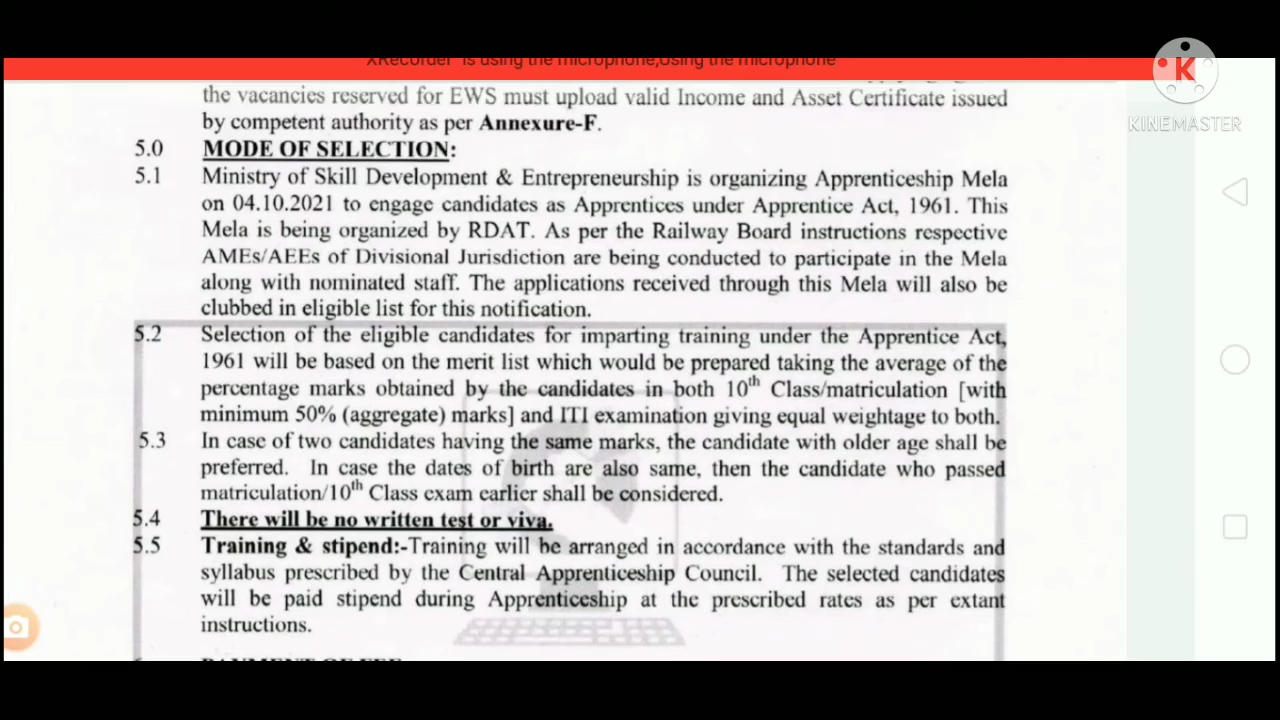 XRecorder is using the microphone,Using the microphone
K
KINEMASTER
the vacancies reserved for EWS must upload valid Income and Asset Certificate issued
by competent authority as per Annexure-F.
5.0 MODE OF SELECTION:
5.1 Ministry of Skill Development & Entrepreneurship is organizing Apprenticeship Mela
on 04.10.2021 to engage candidates as Apprentices under Apprentice Act, 1961. This
Mela is being organized by RDAT. As per the Railway Board instructions respective
AMEs/AEEs of Divisional Jurisdiction are being conducted to participate in the Mela
along with nominated staff. The applications received through this Mela will also be
clubbed in eligible list for this notification.
5.2 Selection of the eligible candidates for imparting training under the Apprentice Act,
1961 will be based on the merit list which would be prepared taking the average of the
percentage marks obtained by the candidates in both 10th Class/matriculation [with
minimum 50% (aggregate) marks] and ITI examination giving equal weightage to both.
5.3 In case of two candidates having the same marks, the candidate with older age shall be
preferred. In case the dates of birth are also same, then the candidate who passed
matriculation/10th Class exam earlier shall be considered.
5.4 There will be no written test or viva.
5.5 Training & stipend:-Training will be arranged in accordance with the standards and
syllabus prescribed by the Central Apprenticeship Council. The selected candidates
will be paid stipend during Apprenticeship at the prescribed rates as per extant
instructions.